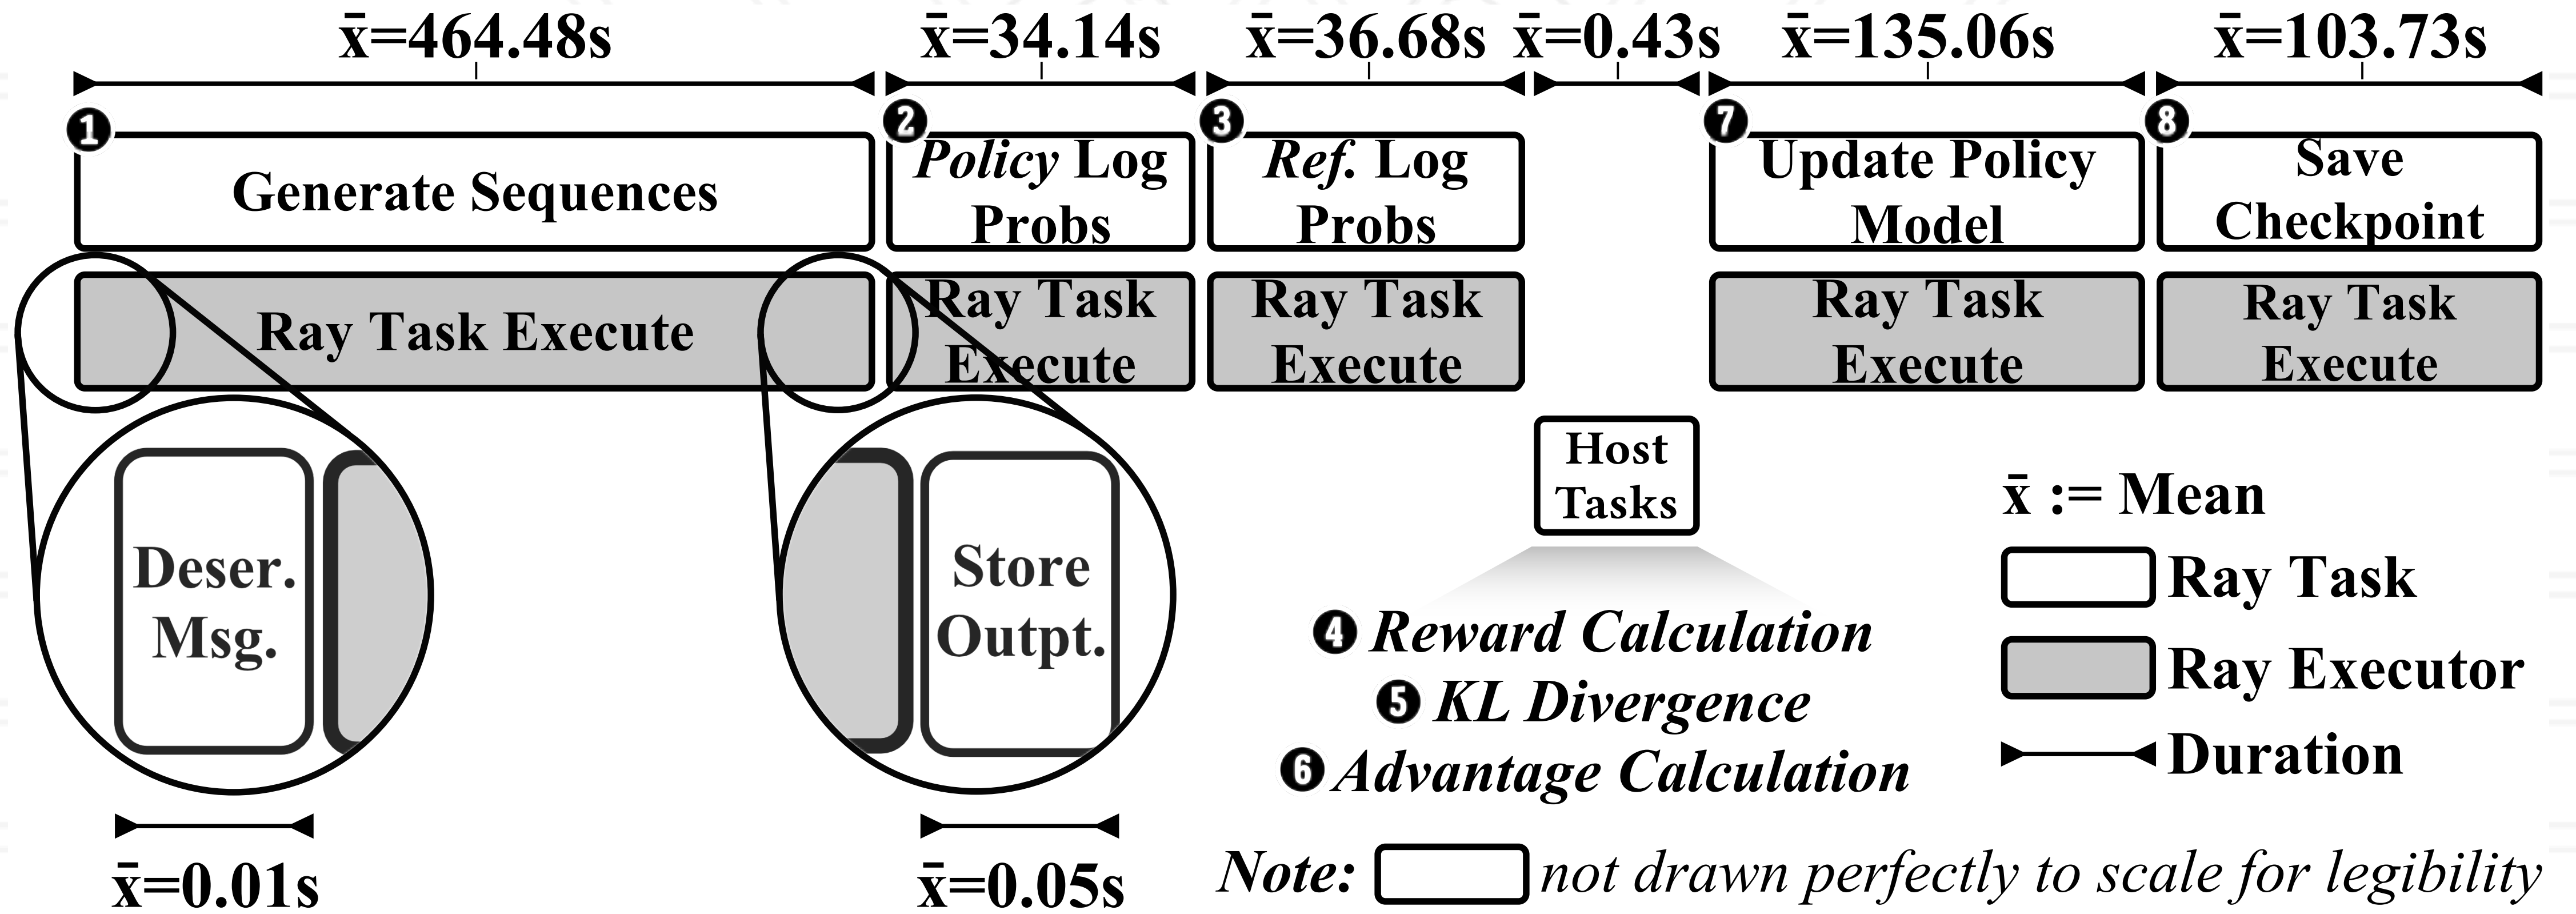 x̄=464.48s
x̄=34.14s
x̄=36.68s
x̄=0.43s
x̄=135.06s
x̄=103.73s
❶
Generate Sequences
❷
Policy Log
Probs
❸
Ref. Log
Probs
❼
Update Policy
Model
❽
Save
Checkpoint
Ray Task Execute
Ray Task
Execute
Ray Task
Execute
Ray Task
Execute
Ray Task
Execute
Deser.
Msg.
x̄=0.01s
Store
Outpt.
x̄=0.05s
Host
Tasks
❹ Reward Calculation
❺ KL Divergence
❻ Advantage Calculation
x̄ := Mean
Ray Task
Ray Executor
Duration
Note: not drawn perfectly to scale for legibility